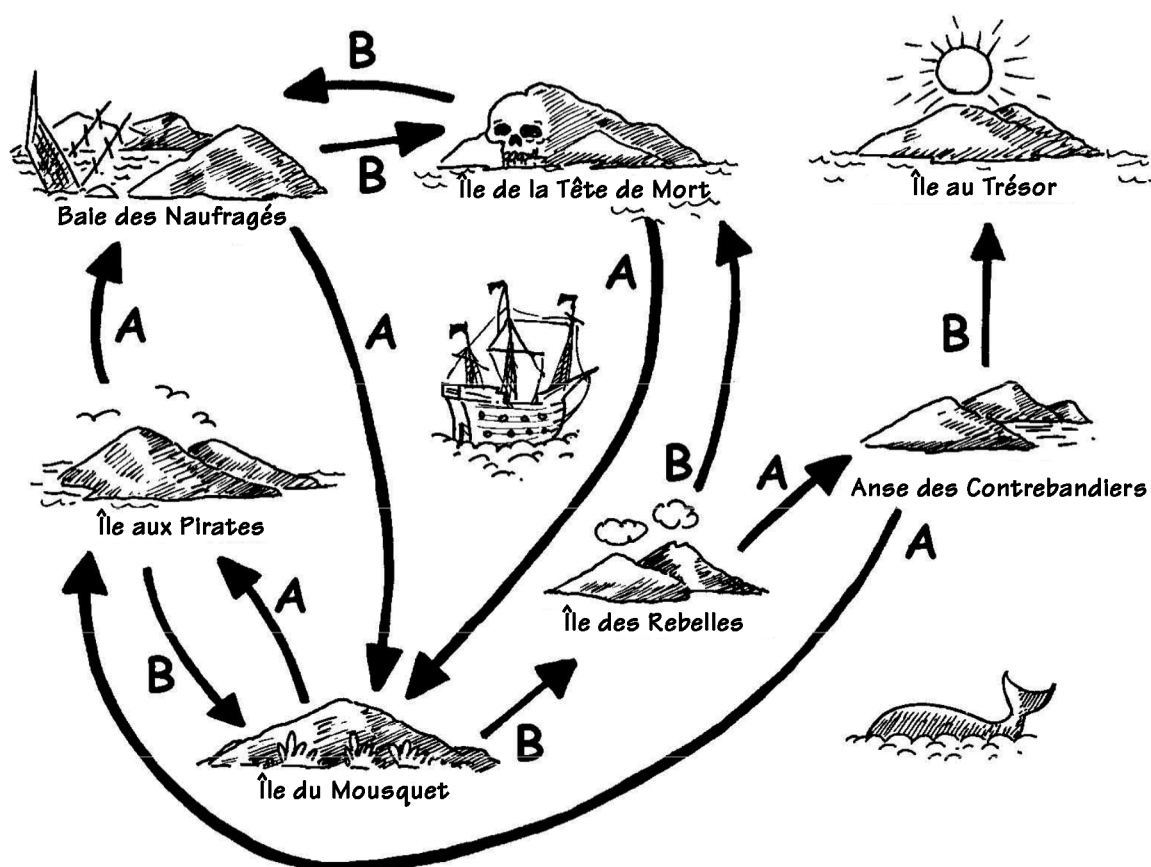 B
B
Île de la Tête de Mort
Île au Trésor
Baie des Naufragés
A
A
A
B
B
A
Anse des Contrebandiers
Île aux Pirates
A
A
B
Île des Rebelles
B
Île du Mousquet